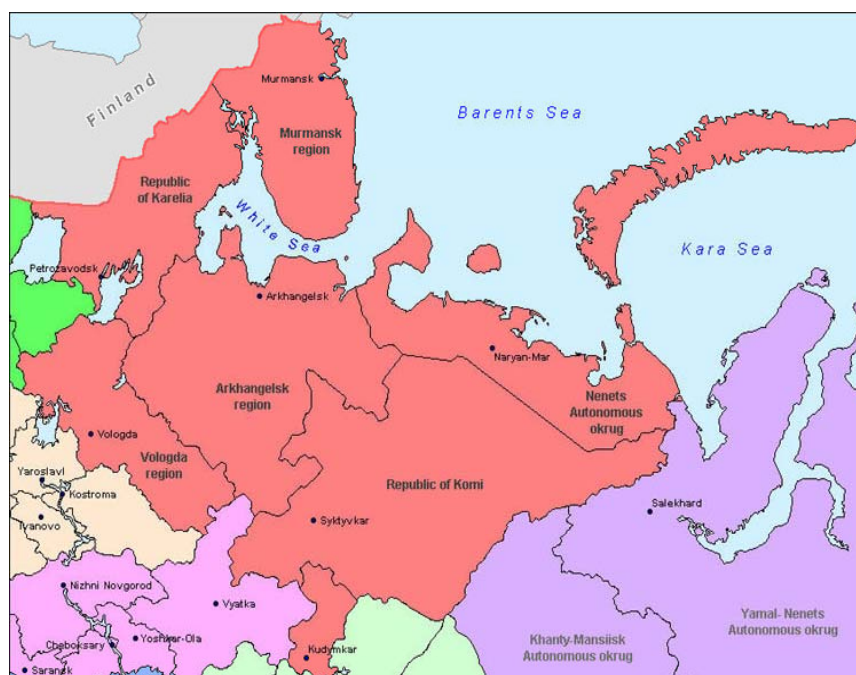 Murmansk
Barents Sea
Finland
Murmansk
region
Republic
of Karelia
White Sea
Kara Sea
Petrozavodsk
Arkhangelsk
Naryan-Mar
Arkhangelsk
region
Nenets
Autonomous
okrug
Vologda
Vologda
region
Yaroslavl
Republic of Komi
Kostroma
Salekhard
Ivanovo
Syktyvkar
Nizhni Novgorod
Vyatka
Yamal- Nenets
Autonomous okrug
Yoshkar-Ola
Cheboksary
Khanty-Mansiisk
Autonomous okrug
Kudymkar
Saransk